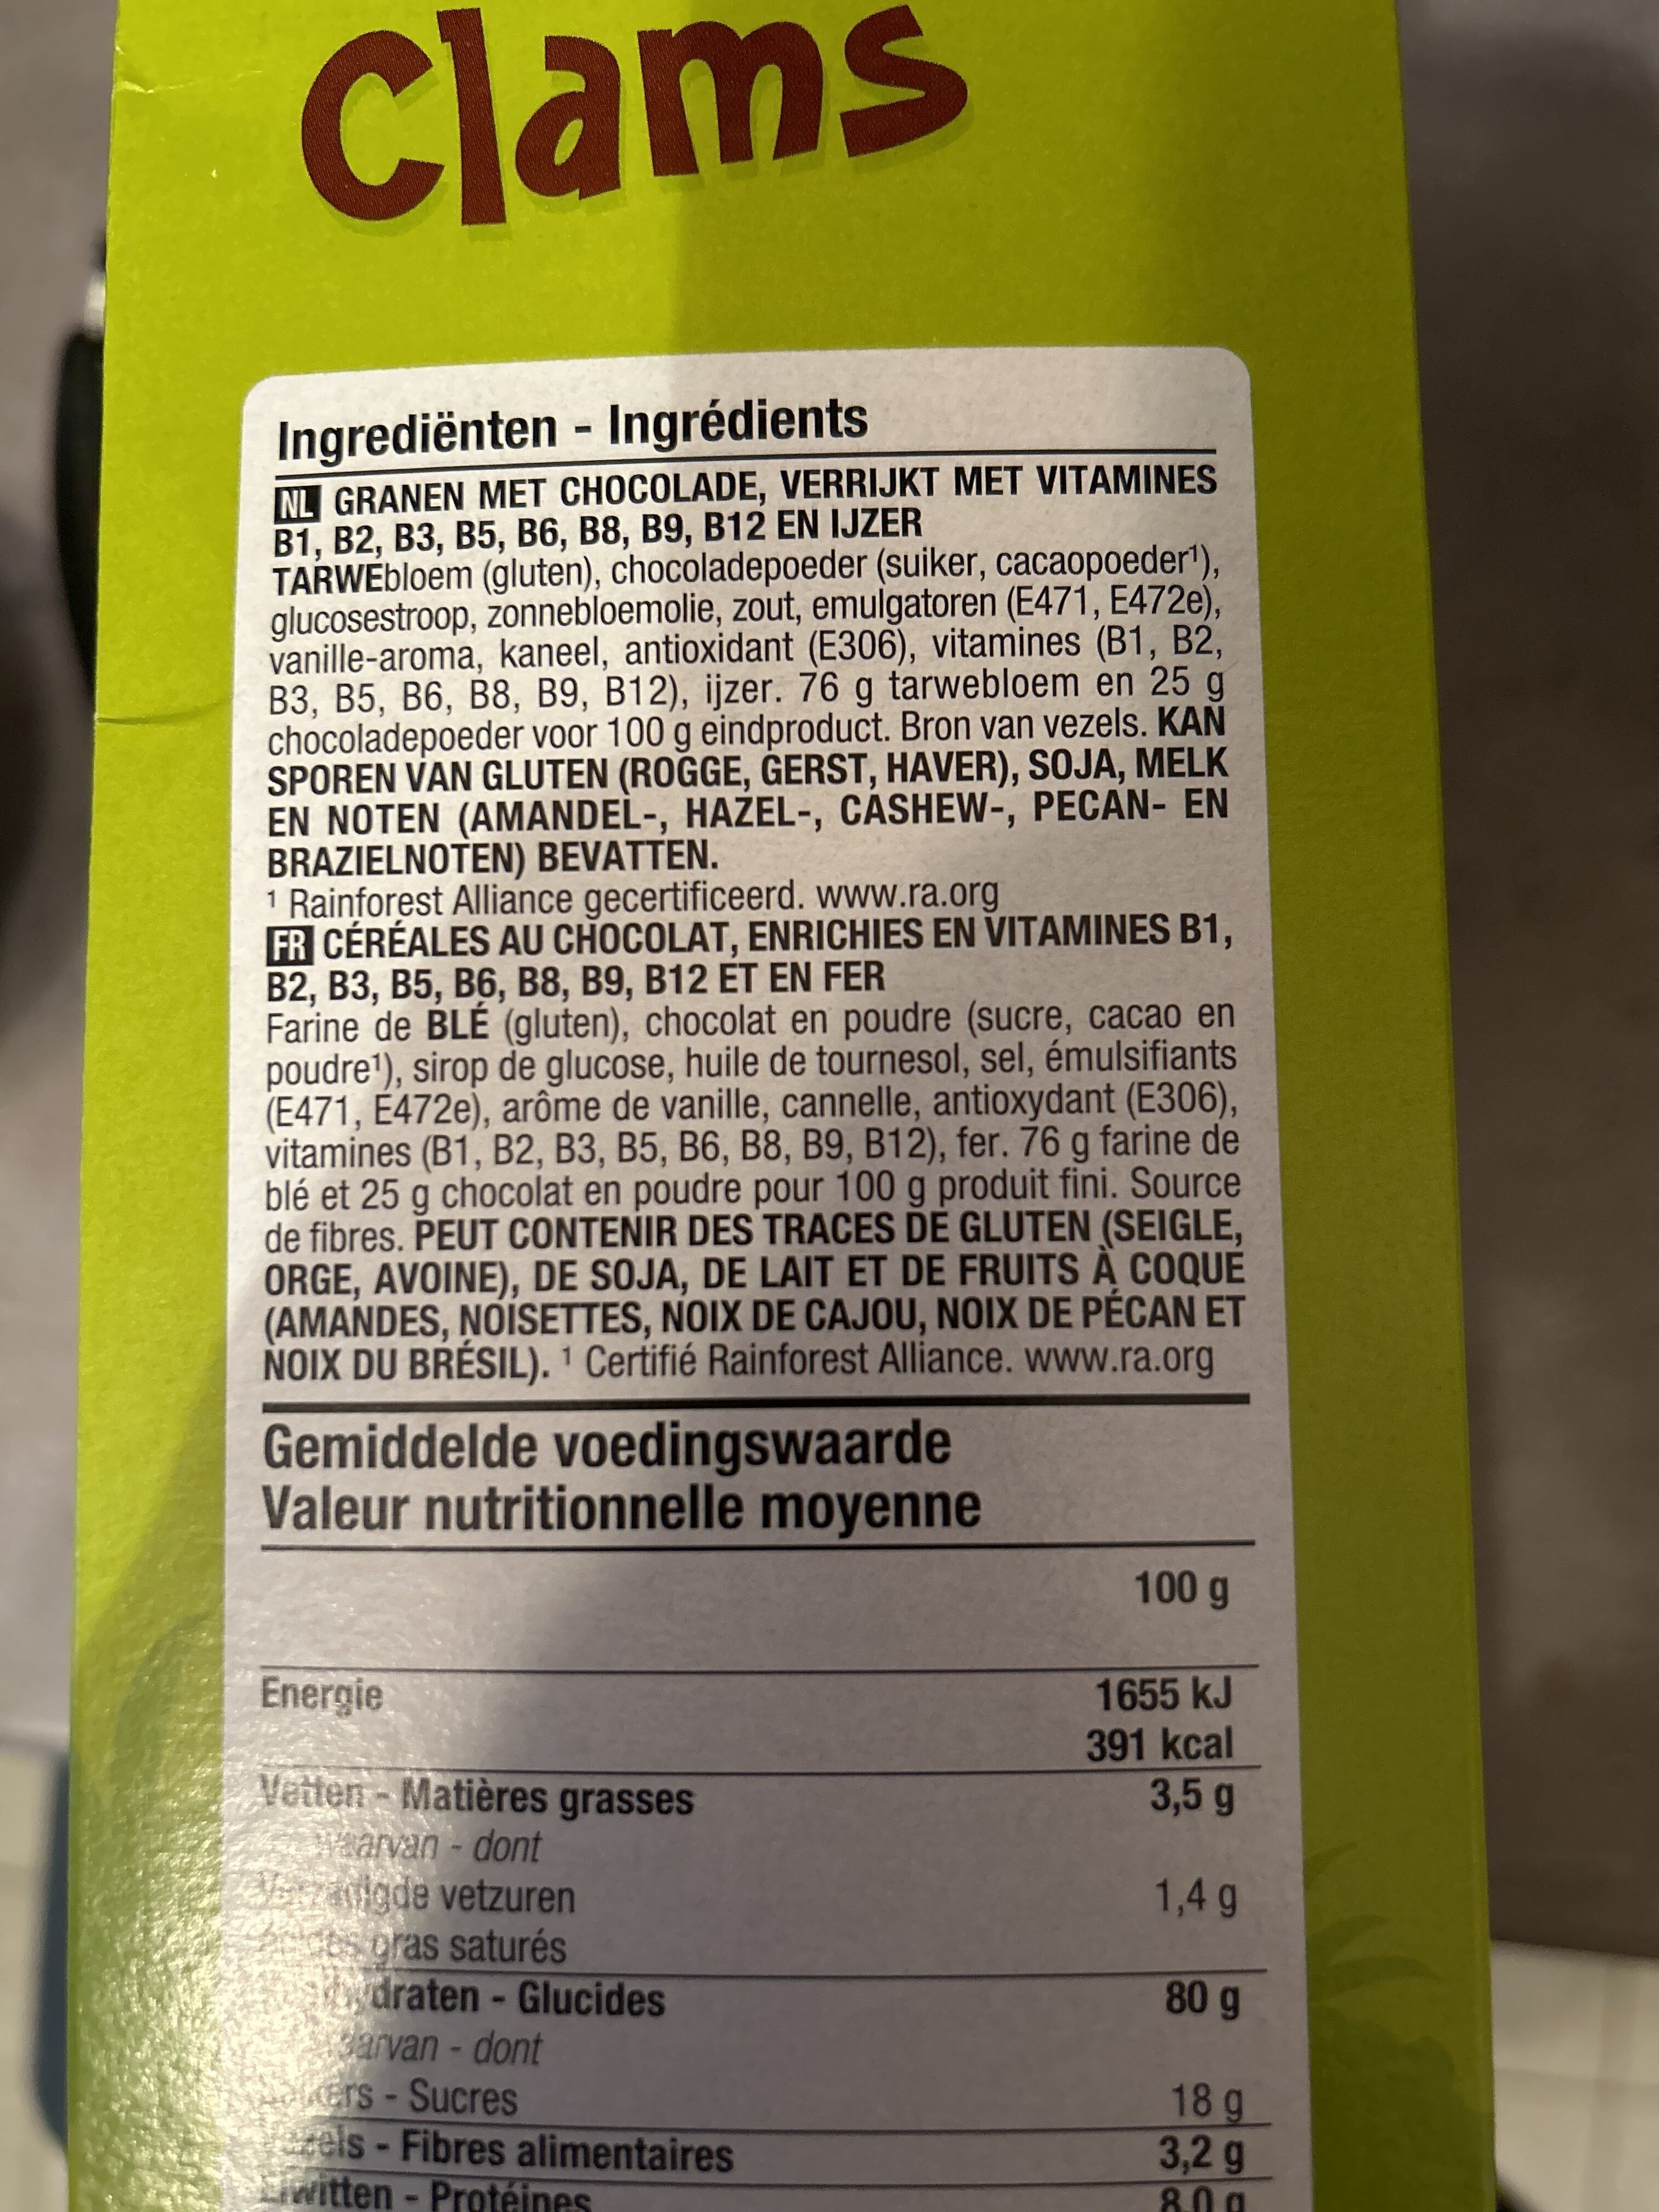 Clams
Ingrediënten - Ingrédients
NL GRANEN MET CHOCOLADE, VERRIJKT MET VITAMINES
B1, B2, B3, B5, B6, B8, B9, B12 EN IJZER
TARWEbloem (gluten), chocoladepoeder (suiker, cacaopoeder¹),
glucosestroop, zonnebloemolie, zout, emulgatoren (E471, E472e),
vanille-aroma, kaneel, antioxidant (E306), vitamines (B1, B2,
B3, B5, B6, B8, B9, B12), ijzer. 76 g tarwebloem en 25 g
chocoladepoeder voor 100 g eindproduct. Bron van vezels. KAN
SPOREN VAN GLUTEN (ROGGE, GERST, HAVER), SOJA, MELK
EN NOTEN (AMANDEL-, HAZEL-, CASHEW-, PECAN- EN
BRAZIELNOTEN) BEVATTEN.
¹ Rainforest Alliance gecertificeerd. www.ra.org
FR CÉRÉALES AU CHOCOLAT, ENRICHIES EN VITAMINES B1,
B2, B3, B5, B6, B8, B9, B12 ET EN FER
Farine de BLÉ (gluten), chocolat en poudre (sucre, cacao en
poudre¹), sirop de glucose, huile de tournesol, sel, émulsifiants
(E471, E472e), arôme de vanille, cannelle, antioxydant (E306),
vitamines (B1, B2, B3, B5, B6, B8, B9, B12), fer. 76 g farine de
blé et 25 g chocolat en poudre pour 100 g produit fini. Source
de fibres. PEUT CONTENIR DES TRACES DE GLUTEN (SEIGLE,
ORGE, AVOINE), DE SOJA, DE LAIT ET DE FRUITS À COQUE
(AMANDES, NOISETTES, NOIX DE CAJOU, NOIX DE PÉCAN ET
NOIX DU BRÉSIL). ¹ Certifié Rainforest Alliance. www.ra.org
Gemiddelde voedingswaarde
Valeur nutritionnelle moyenne
100 g
Energie 1655 kJ
391 kcal
Vetten - Matières grasses 3,5 g
waarvan - dont
vetzuren 1,4 g
gras saturés
- Glucides 80 g
- dont
- Sucres 18 g
- Fibres alimentaires 3,2 g
Eiwitten - Protéines 8,0 g